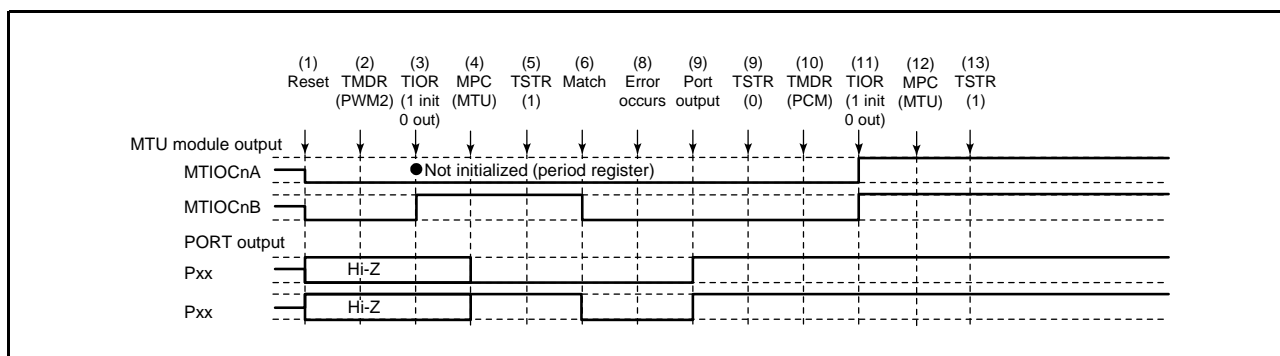 (1) (2) (3) (4) (5) (6) (8) (9) (9) (10) (11) (12) (13)
Reset TMDR TIOR MPC TSTR Match Error Port TSTR TMDR TIOR MPC TSTR
(PWM2) (1 init (MTU) (1) occurs output (0) (PCM) (1 init (MTU) (1)
0 out) 0 out)
MTU module output
MTIOCnA ●Not initialized (period register)
MTIOCnB
PORT output
Pxx Hi-Z
Pxx Hi-Z